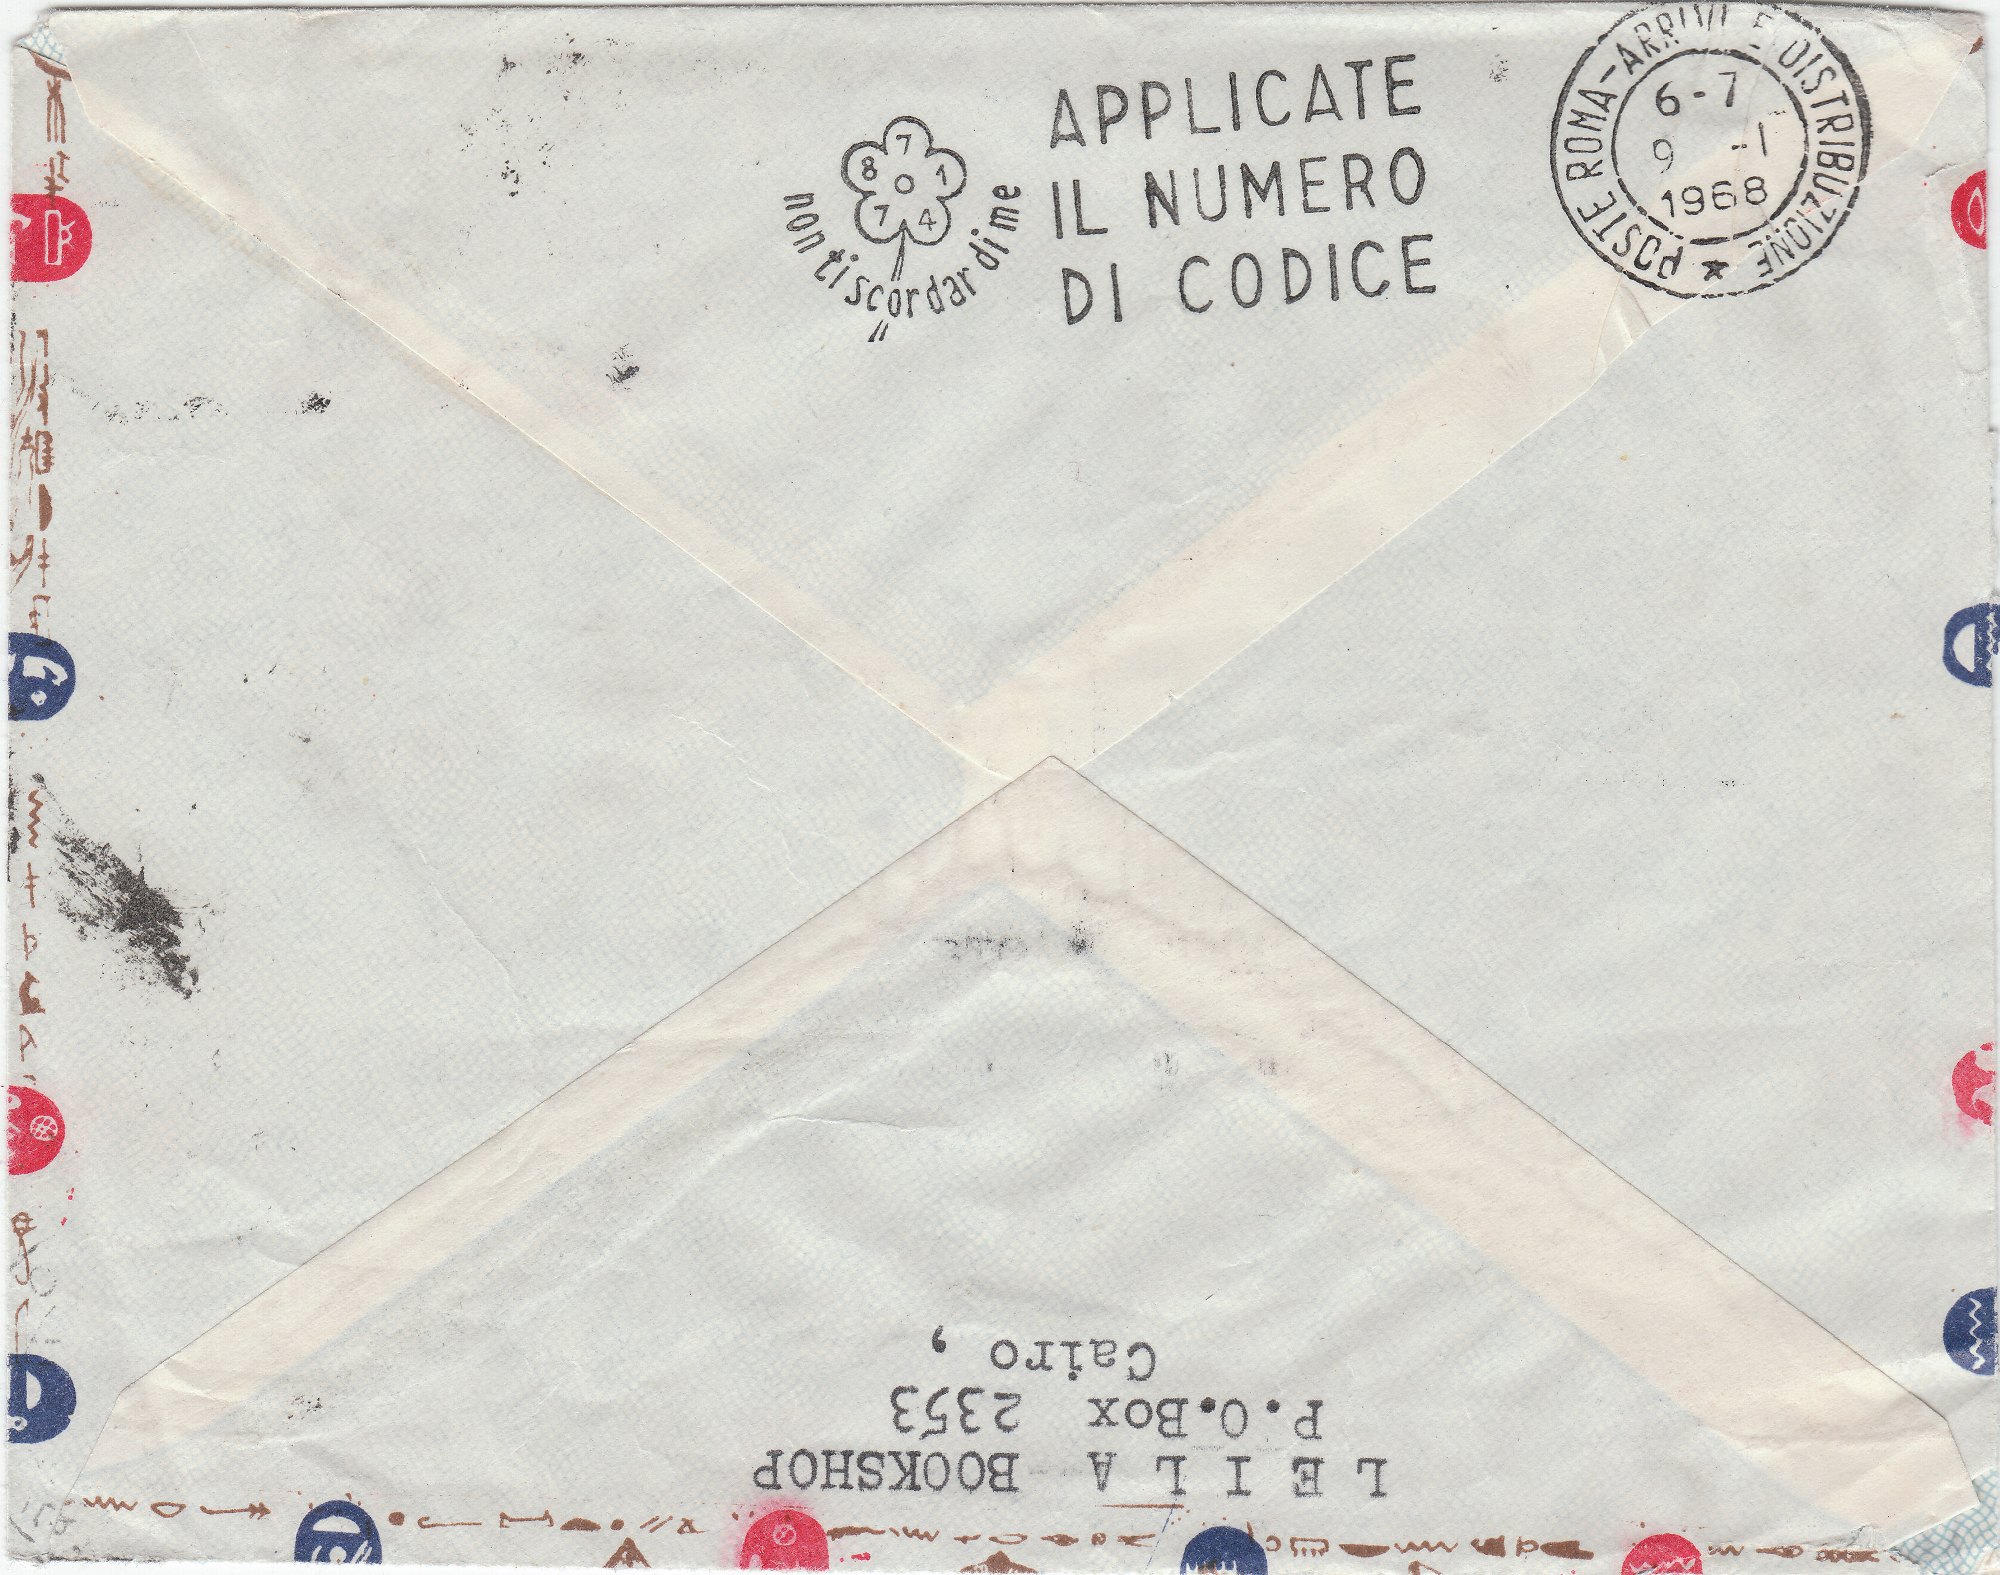 APPLICATE
IL NUMERO
DI CODICE
8 7 1
0
7 4
non ti scordar di me
POSTE ROMA-ARRIVI E DISTRIBUZIONE
6-7
9 -1
1968
LEILA BOOKSHOP
P.O.Box 2353
Cairo,